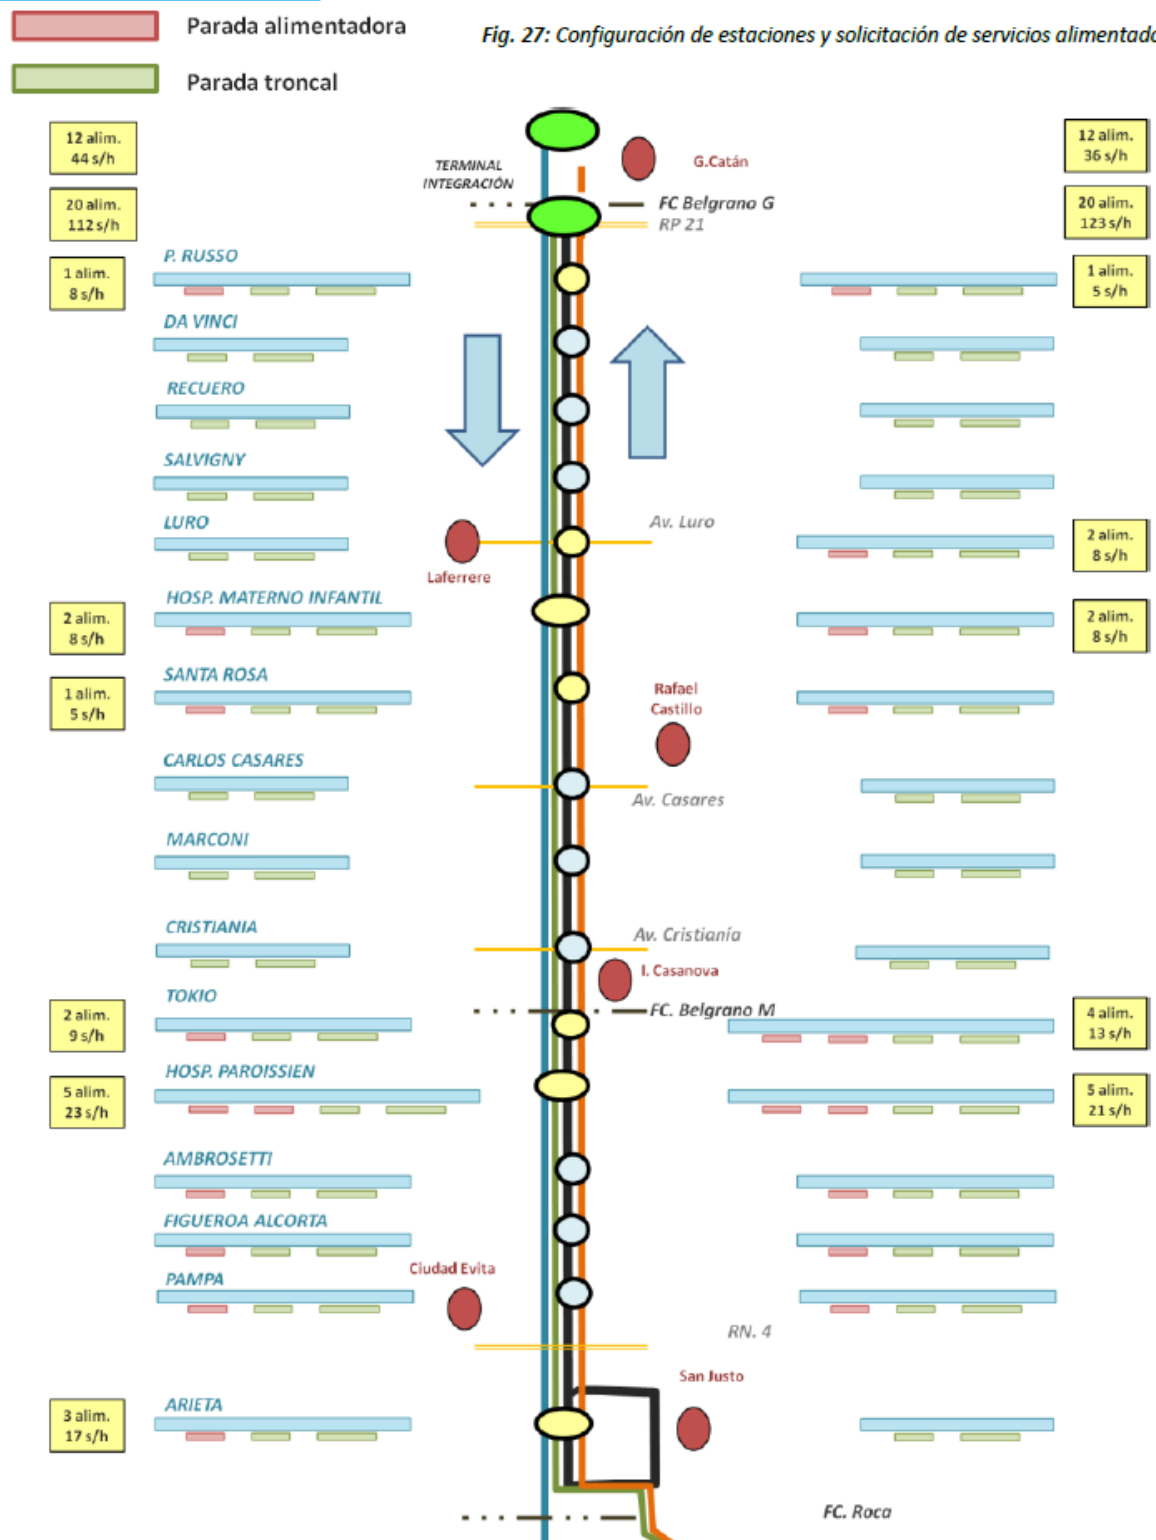 Parada alimentadora
Fig. 27: Configuración de estaciones y solicitación de servicios alimentado
Parada troncal
12 alim.
44 s/h
G.Catán
12 alim.
36 s/h
TERMINAL
INTEGRACIÓN
20 alim.
112 s/h
FC Belgrano G
RP 21
20 alim.
123 s/h
P. RUSSO
1 alim.
8 s/h
1 alim.
5 s/h
DA VINCI
RECUERO
SALVIGNY
LURO
Av. Luro
Laferrere
2 alim.
8 s/h
HOSP. MATERNO INFANTIL
2 alim.
8 s/h
2 alim.
8 s/h
SANTA ROSA
1 alim.
5 s/h
Rafael
Castillo
CARLOS CASARES
Av. Casares
MARCONI
CRISTIANIA
Av. Cristianía
I. Casanova
TOKIO
FC. Belgrano M
2 alim.
9 s/h
4 alim.
13 s/h
HOSP. PAROISSIEN
5 alim.
23 s/h
5 alim.
21 s/h
AMBROSETTI
FIGUEROA ALCORTA
PAMPA
Ciudad Evita
RN. 4
San Justo
ARIETA
3 alim.
17 s/h
FC. Roca